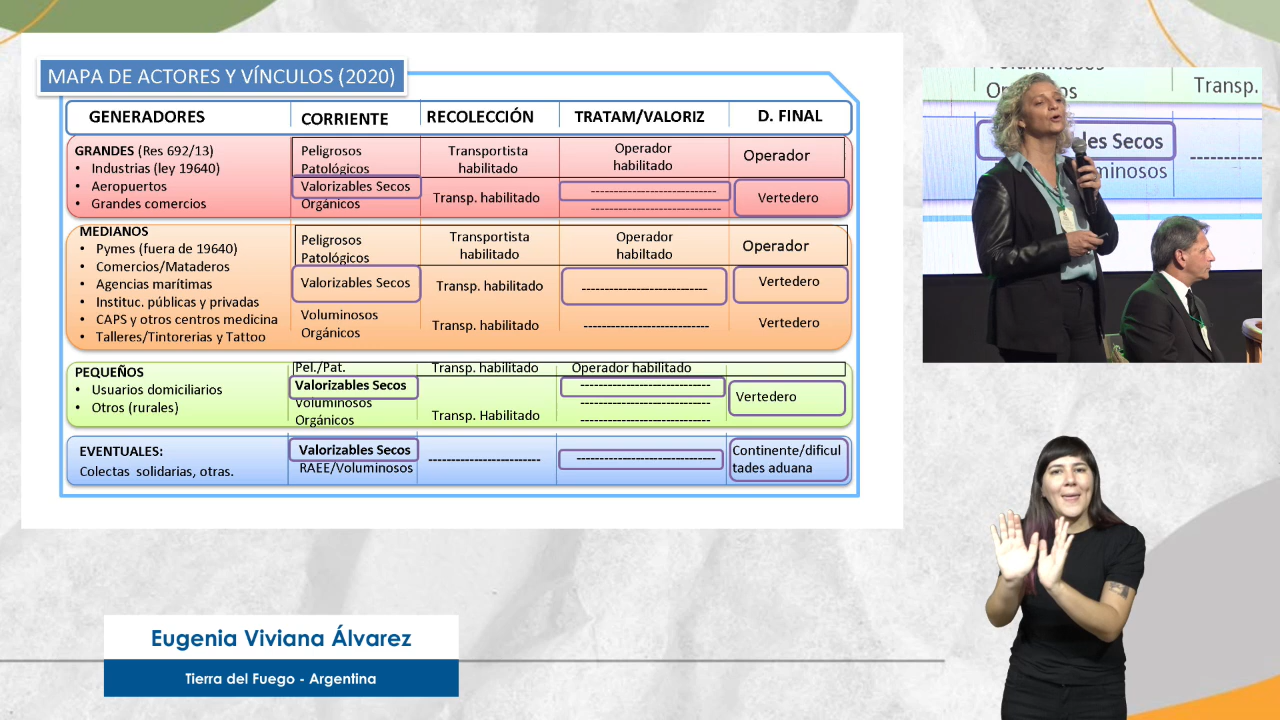 MAPA DE ACTORES Y VÍNCULOS (2020)
GENERADORES CORRIENTE RECOLECCIÓN TRATAM/VALORIZ D. FINAL
GRANDES (Res 692/13)
• Industrias (ley 19640)
• Aeropuertos
• Grandes comercios
Peligrosos
Patológicos
Valorizables Secos
Orgánicos
Transportista
habilitado
Transp. habilitado
Operador
habilitado
----------------------------
----------------------------
Operador
Vertedero
MEDIANOS
• Pymes (fuera de 19640)
• Comercios/Mataderos
• Agencias marítimas
• Instituc. públicas y privadas
• CAPS y otros centros medicina
• Talleres/Tintorerias y Tattoo
Peligrosos
Patológicos
Valorizables Secos
Voluminosos
Orgánicos
Transportista
habilitado
Transp. habilitado
Transp. habilitado
Operador
habiltado
----------------------------
----------------------------
Operador
Vertedero
Vertedero
PEQUEÑOS
• Usuarios domiciliarios
• Otros (rurales)
Pel./Pat.
Valorizables Secos
Voluminosos
Orgánicos
Transp. habilitado
Transp. Habilitado
Operador habilitado
----------------------------
----------------------------
----------------------------
Vertedero
EVENTUALES:
Colectas solidarias, otras.
Valorizables Secos
RAEE/Voluminosos
------------------------
------------------------------
Continente/dificul
tades aduana
Transp.
les Secos
minosos
Eugenia Viviana Álvarez
Tierra del Fuego - Argentina